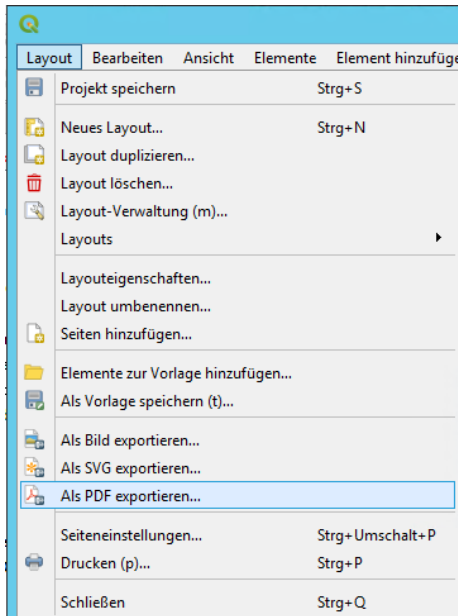 Layout Bearbeiten Ansicht Elemente Element hinzufüge
Projekt speichern Strg+S
Neues Layout... Strg+N
Layout duplizieren...
Layout löschen...
Layout-Verwaltung (m)...
Layouts
Layouteigenschaften...
Layout umbenennen...
Seiten hinzufügen...
Elemente zur Vorlage hinzufügen...
Als Vorlage speichern (t)...
Als Bild exportieren...
Als SVG exportieren...
Als PDF exportieren...
Seiteneinstellungen... Strg+Umschalt+P
Drucken (p)... Strg+P
Schließen Strg+Q